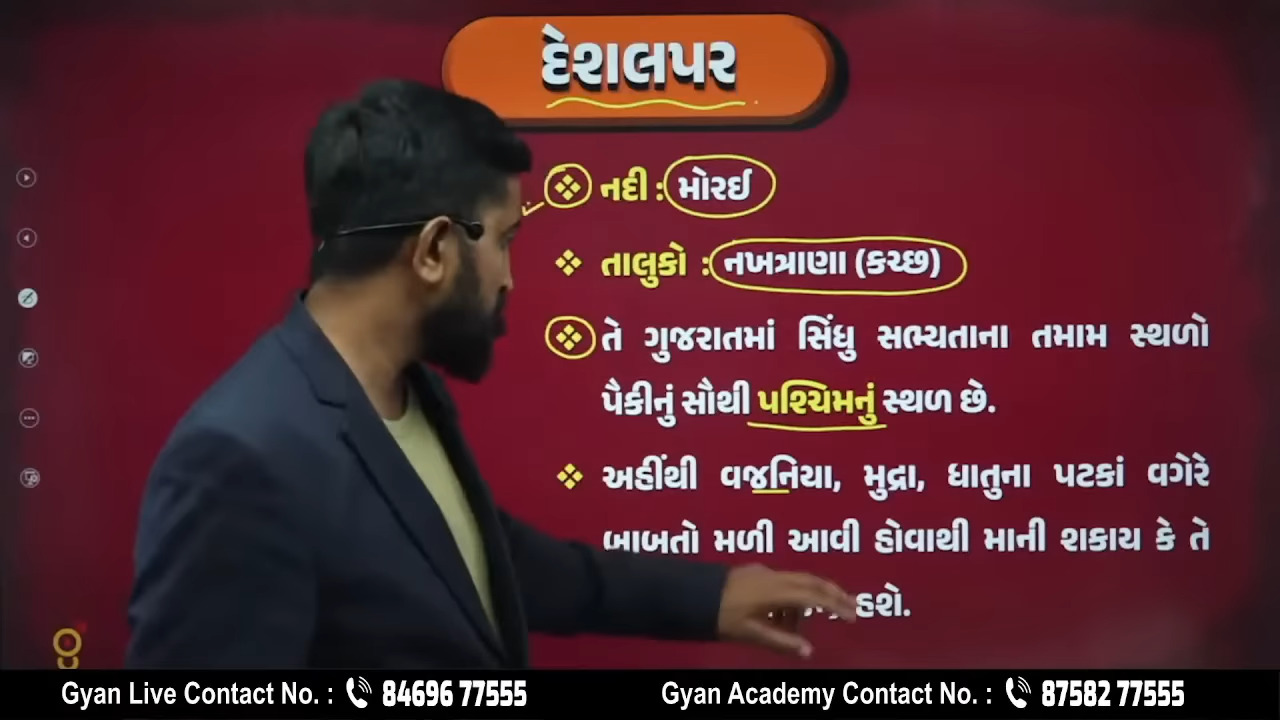 દેશલપર
નદી : મોરઈ
તાલુકો : નખત્રાણા (કચ્છ)
તે ગુજરાતમાં સિંધુ સભ્યતાના તમામ સ્થળો
પૈકીનું સૌથી પશ્ચિમનું સ્થળ છે.
અહીંથી વજનિયા, મુદ્રા, ધાતુના પટકાં વગેરે
બાબતો મળી આવી હોવાથી માની શકાય કે તે
હશે.
Gyan Live Contact No. : 84696 77555
Gyan Academy Contact No. : 87582 77555